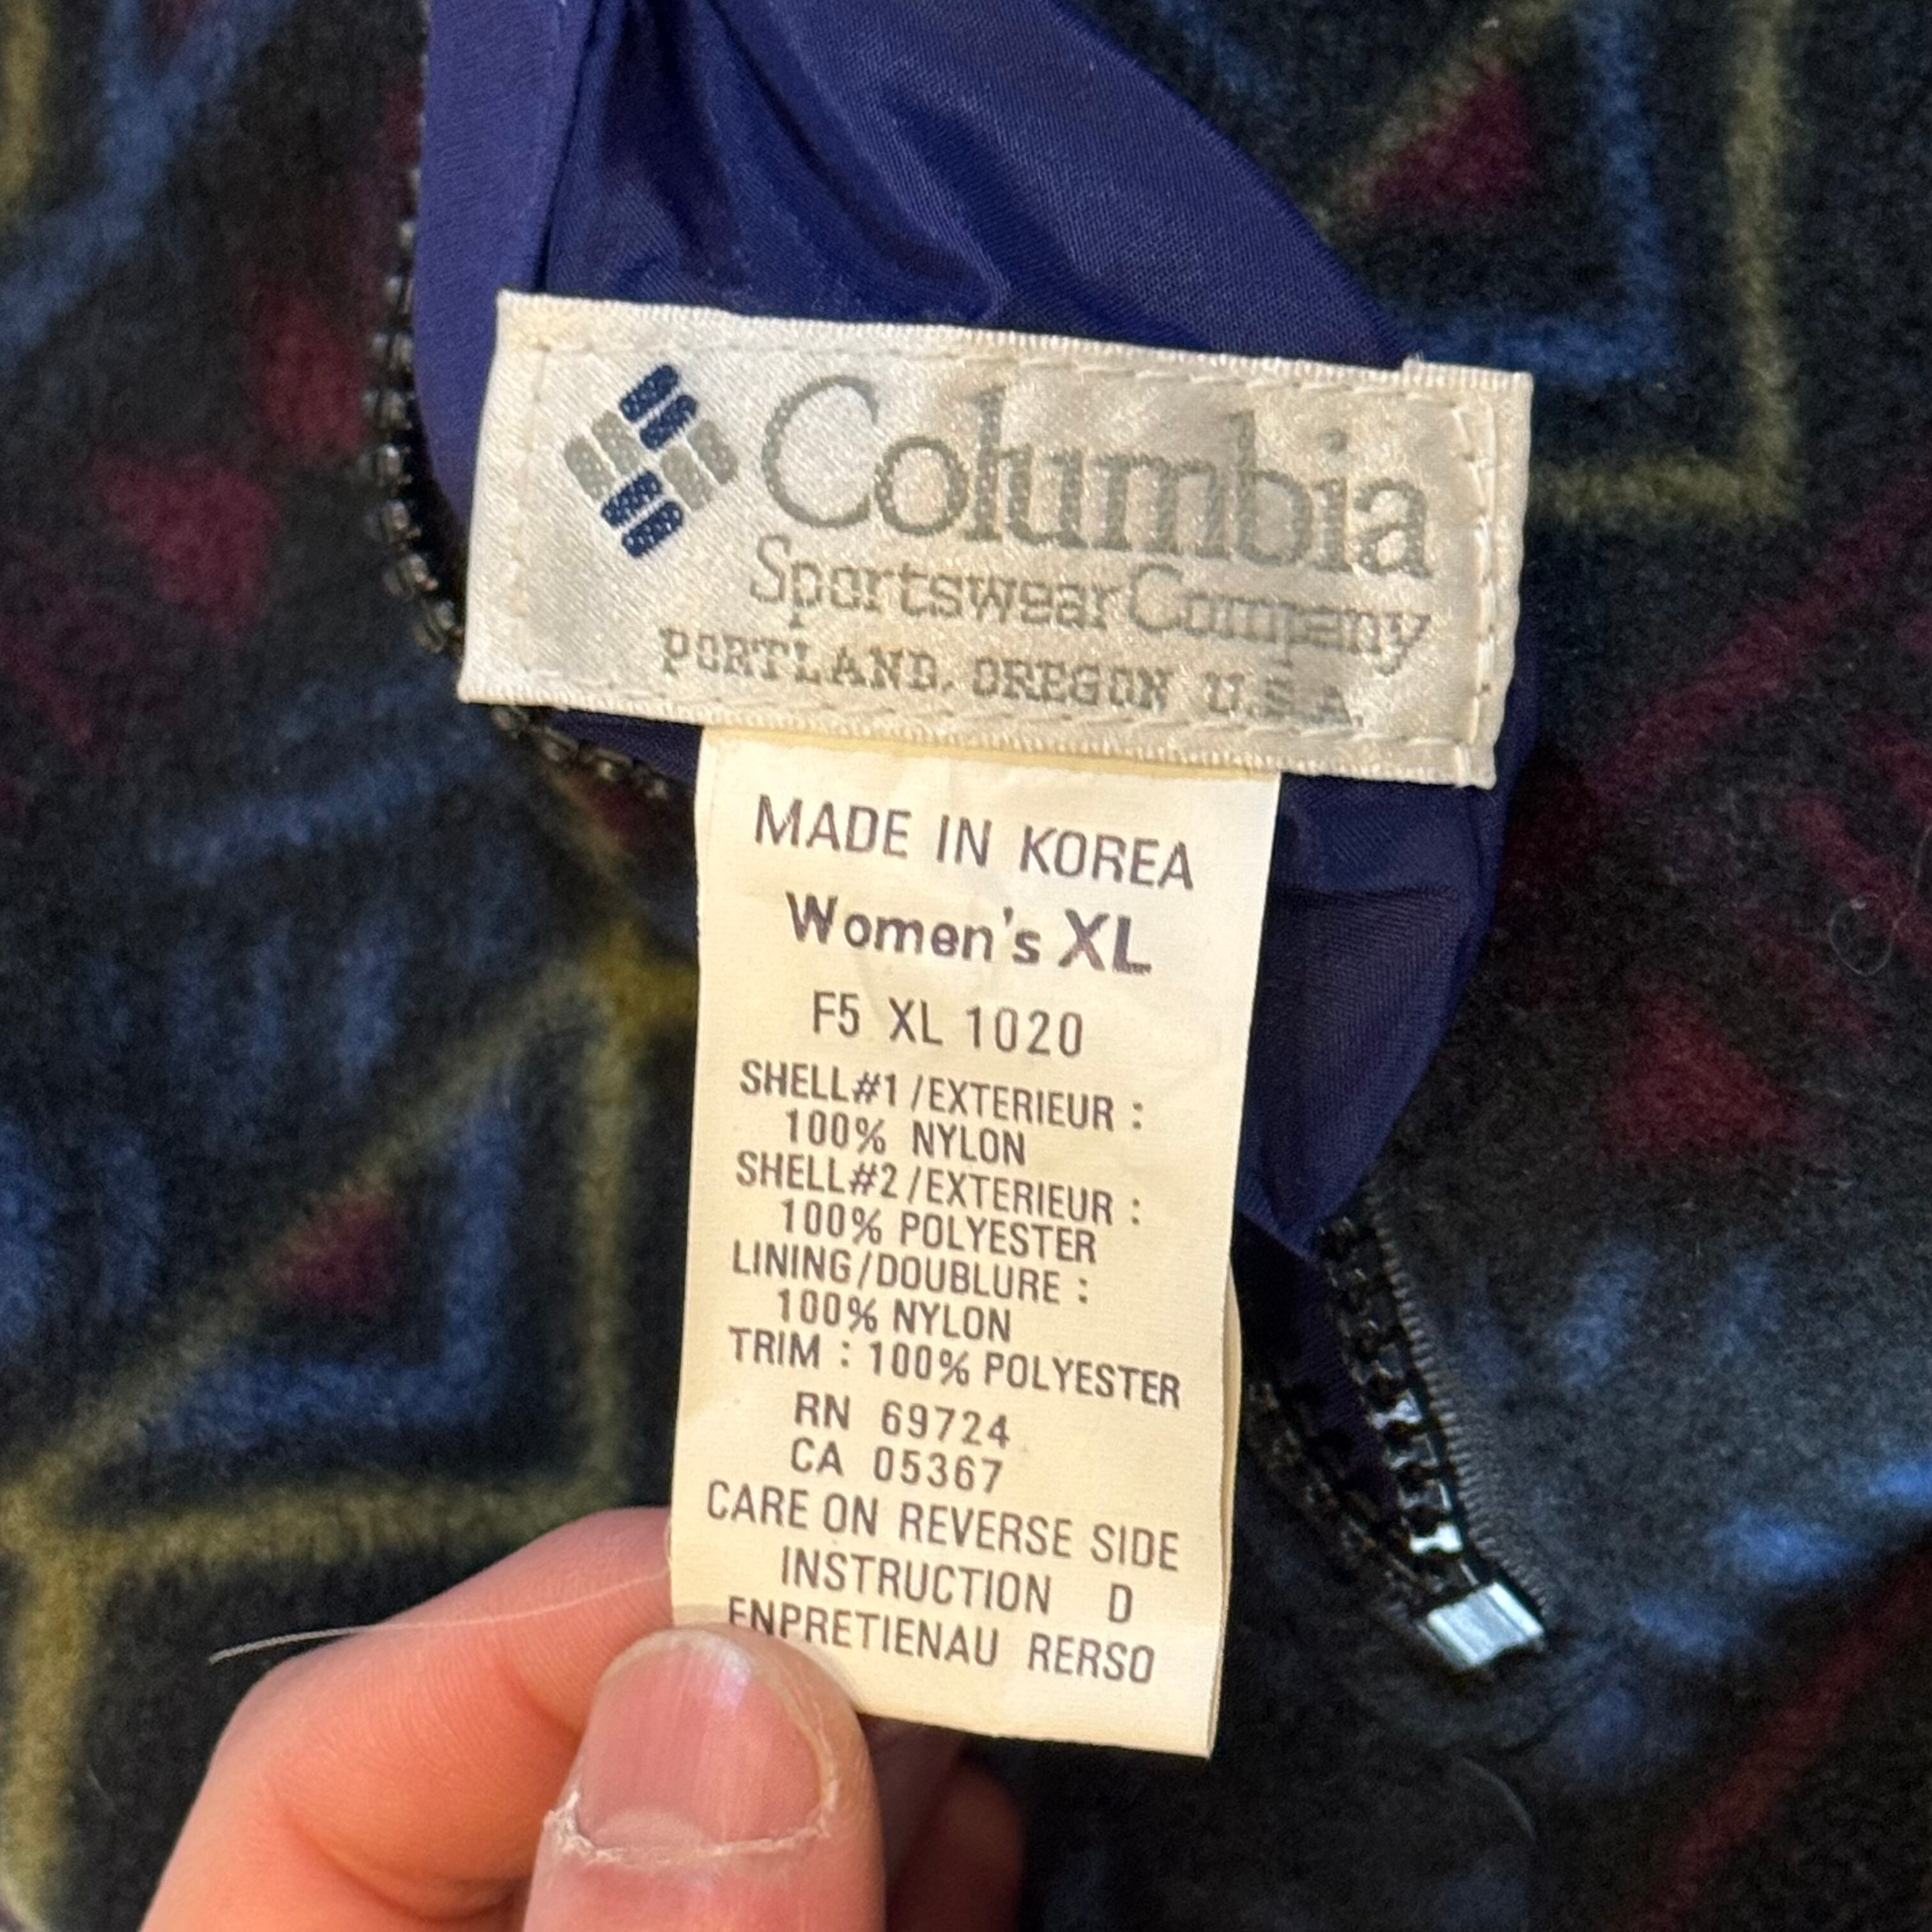 Columbia
Sportswear Company
PORTLAND, OREGON U.S.A.
MADE IN KOREA
Women's XL
F5 XL 1020
SHELL#1/EXTERIEUR :
100% NYLON
SHELL#2/EXTERIEUR :
100% POLYESTER
LINING/DOUBLURE :
100% NYLON
TRIM : 100% POLYESTER
RN 69724
CA 05367
CARE ON REVERSE SIDE
INSTRUCTION D
ENPRETIENAU RERSO